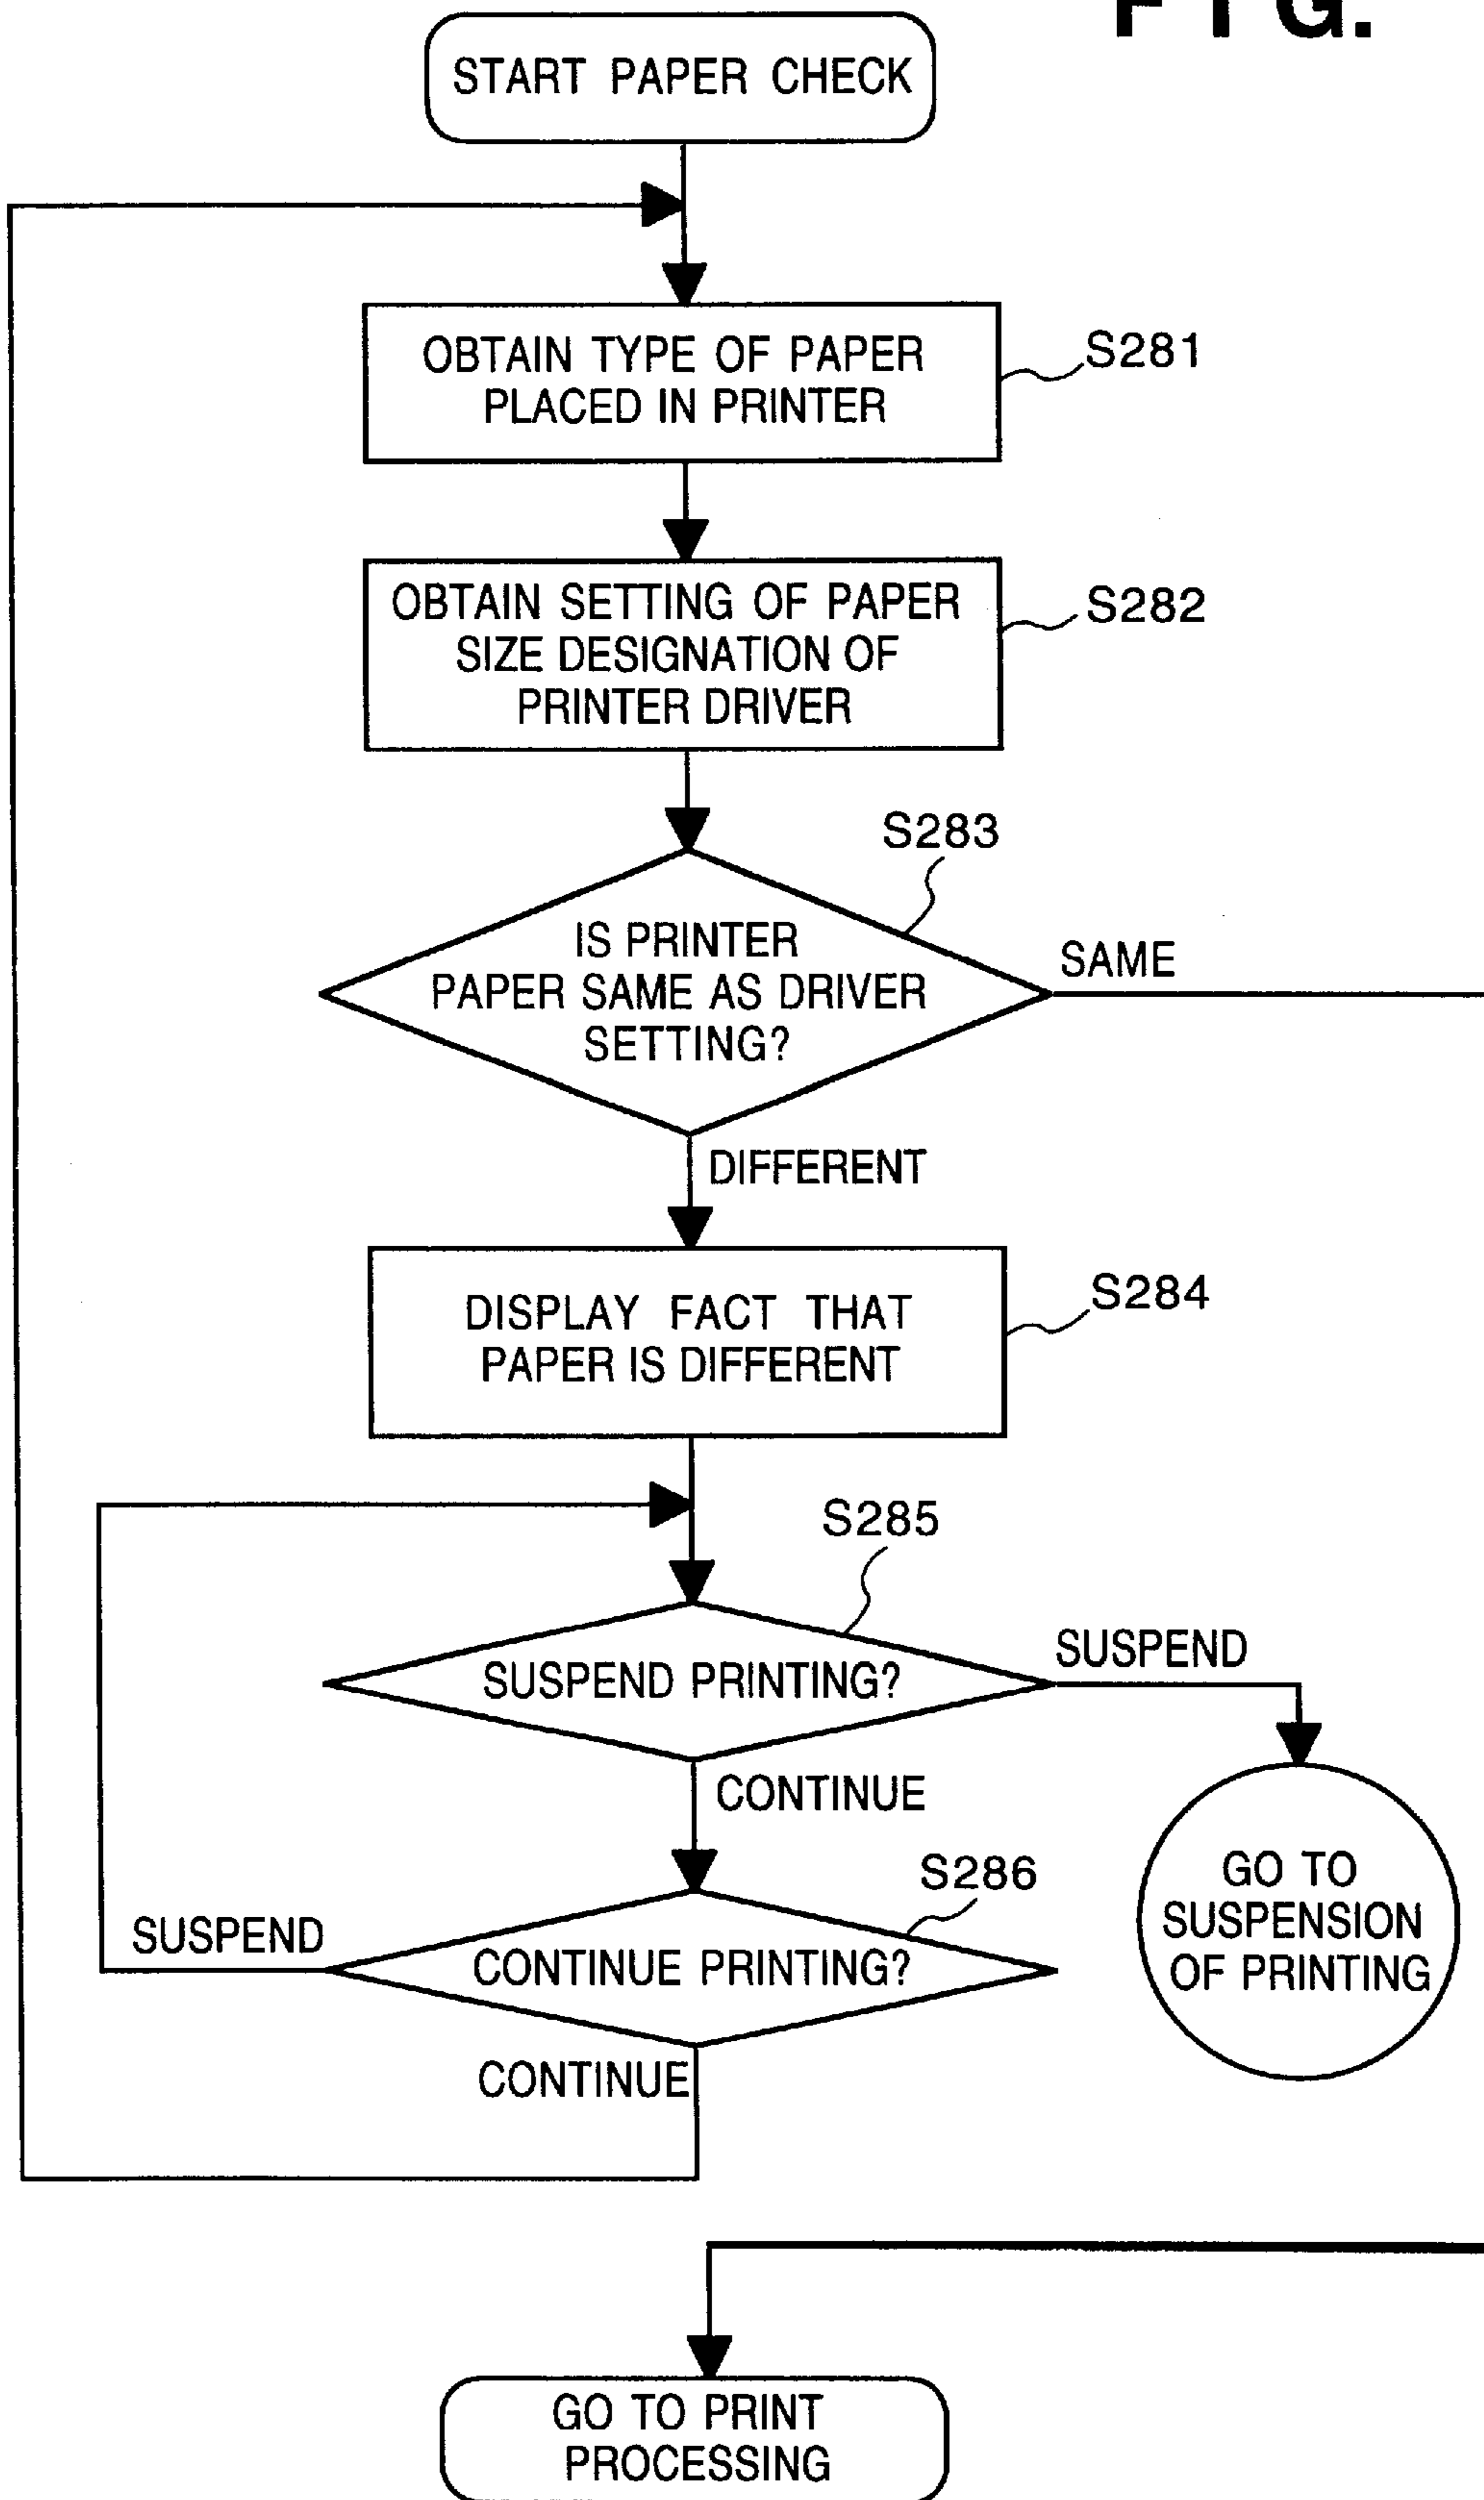 FIG.
START PAPER CHECK
OBTAIN TYPE OF PAPER
PLACED IN PRINTER
S281
OBTAIN SETTING OF PAPER
SIZE DESIGNATION OF
PRINTER DRIVER
S282
S283
IS PRINTER
PAPER SAME AS DRIVER
SETTING?
SAME
DIFFERENT
DISPLAY FACT THAT
PAPER IS DIFFERENT
S284
S285
SUSPEND PRINTING?
SUSPEND
CONTINUE
GO TO
SUSPENSION
OF PRINTING
S286
SUSPEND
CONTINUE PRINTING?
CONTINUE
GO TO PRINT
PROCESSING